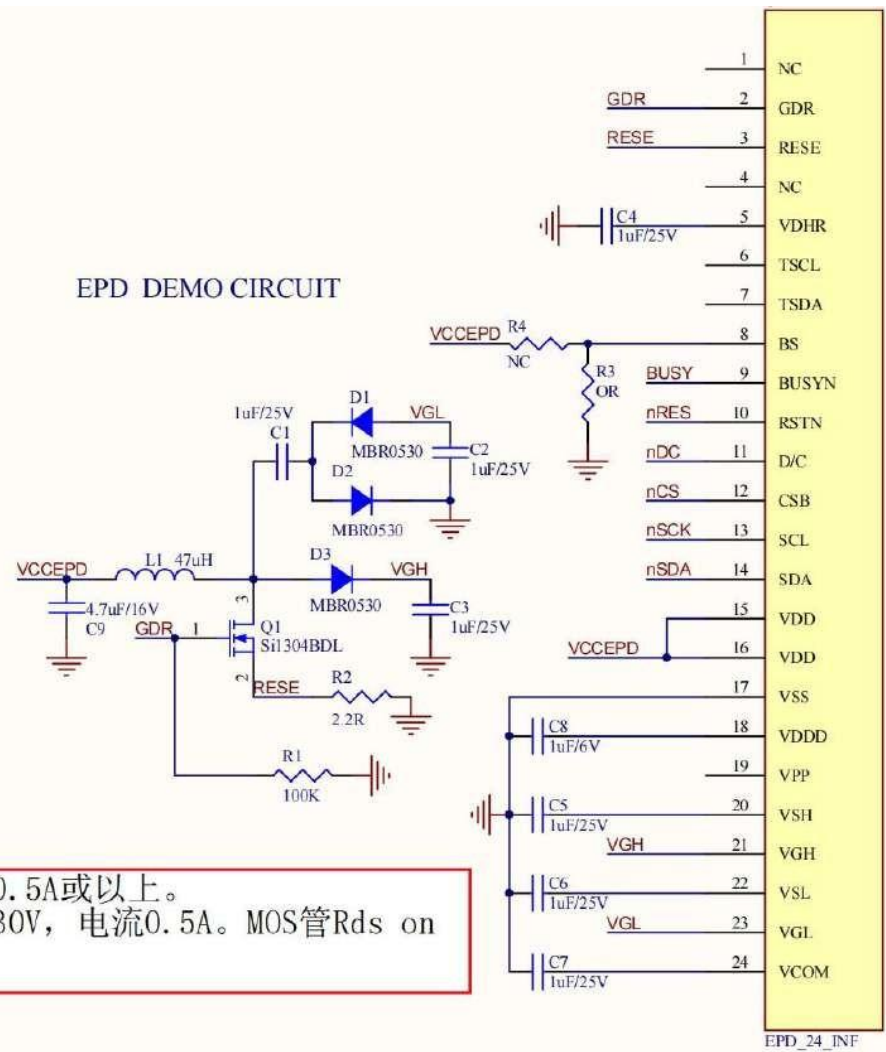 EPD DEMO CIRCUIT
1 NC
GDR 2 GDR
RESE 3 RESE
4 NC
C4 1uF/25V 5 VDHR
6 TSCL
7 TSDA
VCCEPD R4 NC 8 BS
R3 OR
BUSY 9 BUSYN
nRES 10 RSTN
nDC 11 D/C
nCS 12 CSB
nSCK 13 SCL
nSDA 14 SDA
15 VDD
VCCEPD 16 VDD
17 VSS
C8 1uF/6V 18 VDDD
19 VPP
C5 1uF/25V 20 VSH
VGH 21 VGH
C6 1uF/25V 22 VSL
VGL 23 VGL
C7 1uF/25V 24 VCOM
EPD_24_INF
1uF/25V
C1
D1
MBR0530
VGL
C2
1uF/25V
D2
MBR0530
VCCEPD
L1 47uH
D3
MBR0530
VGH
C3
1uF/25V
4.7uF/16V
C9
GDR 1
3
Q1
Si1304BDL
2
RESE
R2
2.2R
R1
100K
0.5A或以上。
30V，电流0.5A。MOS管Rds on